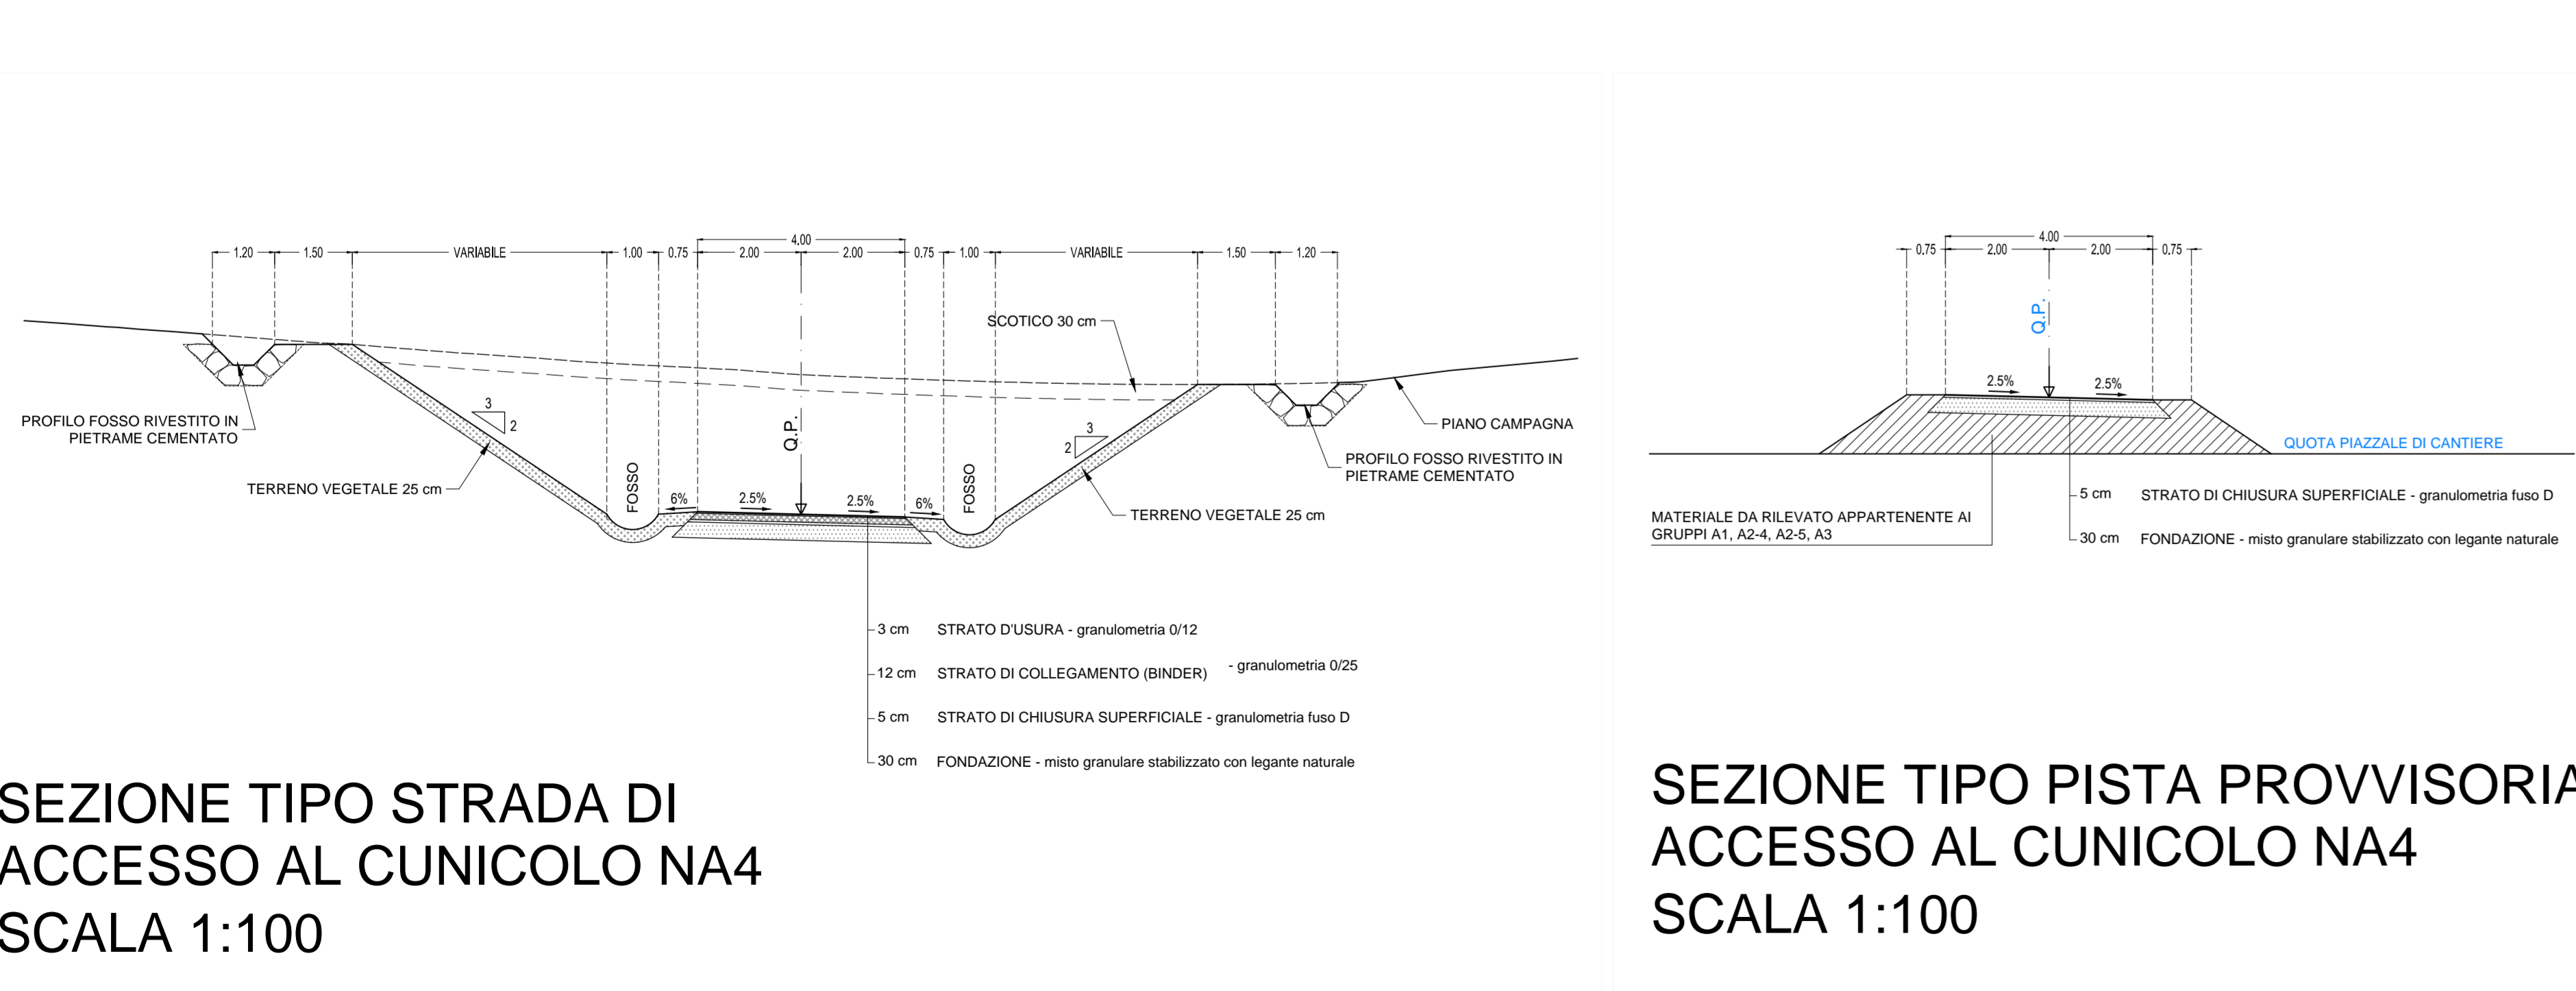 4.00
1.20 1.50 VARIABILE 1.00 0.75 2.00 2.00 0.75 1.00 VARIABILE 1.50 1.20
SCOTICO 30 cm
PROFILO FOSSO RIVESTITO IN
PIETRAME CEMENTATO
3
2
TERRENO VEGETALE 25 cm
FOSSO
6%
2.5%
Q.P.
2.5%
6%
FOSSO
3
2
TERRENO VEGETALE 25 cm
PIANO CAMPAGNA
PROFILO FOSSO RIVESTITO IN
PIETRAME CEMENTATO
3 cm STRATO D'USURA - granulometria 0/12
12 cm STRATO DI COLLEGAMENTO (BINDER) - granulometria 0/25
5 cm STRATO DI CHIUSURA SUPERFICIALE - granulometria fuso D
30 cm FONDAZIONE - misto granulare stabilizzato con legante naturale
SEZIONE TIPO STRADA DI
ACCESSO AL CUNICOLO NA4
SCALA 1:100
4.00
0.75 2.00 2.00 0.75
Q.P.
2.5% 2.5%
QUOTA PIAZZALE DI CANTIERE
MATERIALE DA RILEVATO APPARTENENTE AI
GRUPPI A1, A2-4, A2-5, A3
5 cm STRATO DI CHIUSURA SUPERFICIALE - granulometria fuso D
30 cm FONDAZIONE - misto granulare stabilizzato con legante naturale
SEZIONE TIPO PISTA PROVVISORIA
ACCESSO AL CUNICOLO NA4
SCALA 1:100